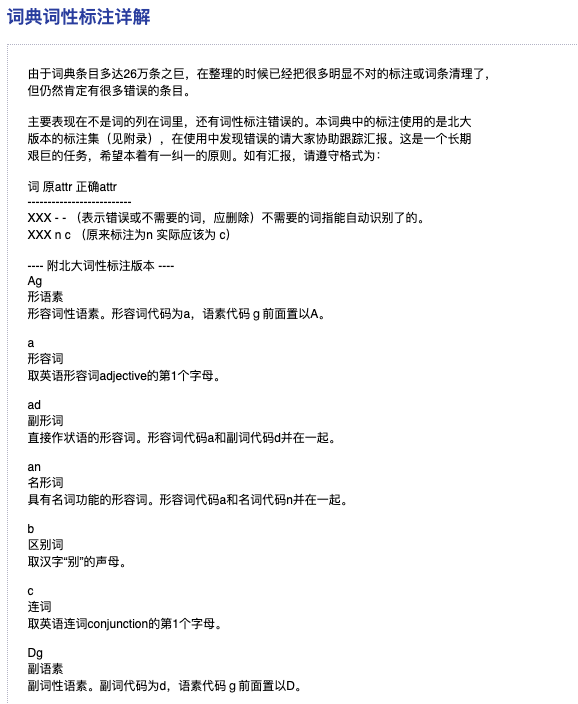 词典词性标注详解
由于词典条目多达26万条之巨，在整理的时候已经把很多明显不对的标注或词条清理了，
但仍然肯定有很多错误的条目。
主要表现在不是词的列在词里，还有词性标注错误的。本词典中的标注使用的是北大
版本的标注集（见附录），在使用中发现错误的请大家协助跟踪汇报。这是一个长期
艰巨的任务，希望本着有一纠一的原则。如有汇报，请遵守格式为：
词 原attr 正确attr
--------------------------
XXX - - （表示错误或不需要的词，应删除）不需要的词指能自动识别了的。
XXX n c （原来标注为n 实际应该为 c）
---- 附北大词性标注版本 ----
Ag
形语素
形容词性语素。形容词代码为a，语素代码ｇ前面置以A。
a
形容词
取英语形容词adjective的第1个字母。
ad
副形词
直接作状语的形容词。形容词代码a和副词代码d并在一起。
an
名形词
具有名词功能的形容词。形容词代码a和名词代码n并在一起。
b
区别词
取汉字“别”的声母。
c
连词
取英语连词conjunction的第1个字母。
Dg
副语素
副词性语素。副词代码为d，语素代码ｇ前面置以D。